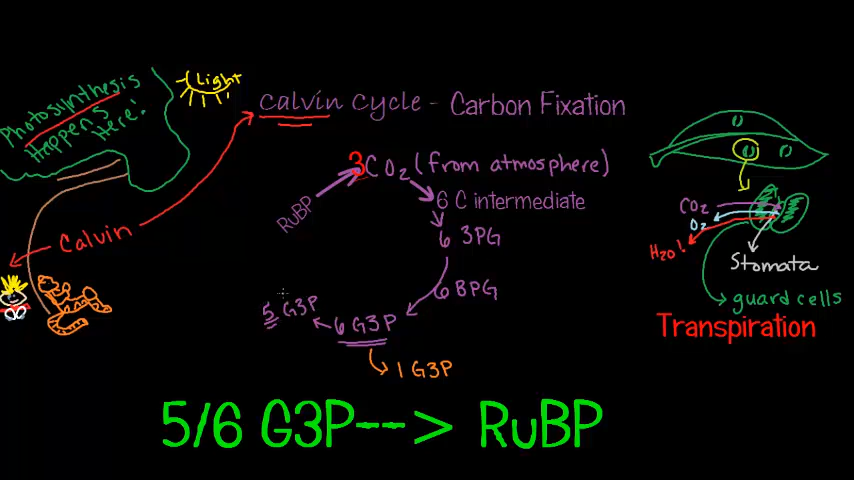 Photosynthesis
Happens
Here!
Light
Calvin Cycle - Carbon Fixation
3CO2 (from atmosphere)
RuBP
6 C intermediate
6 3PG
6 BPG
6 G3P
5 G3P
1 G3P
Calvin
CO2
O2
H2O!
Stomata
guard cells
Transpiration
5/6 G3P--> RuBP